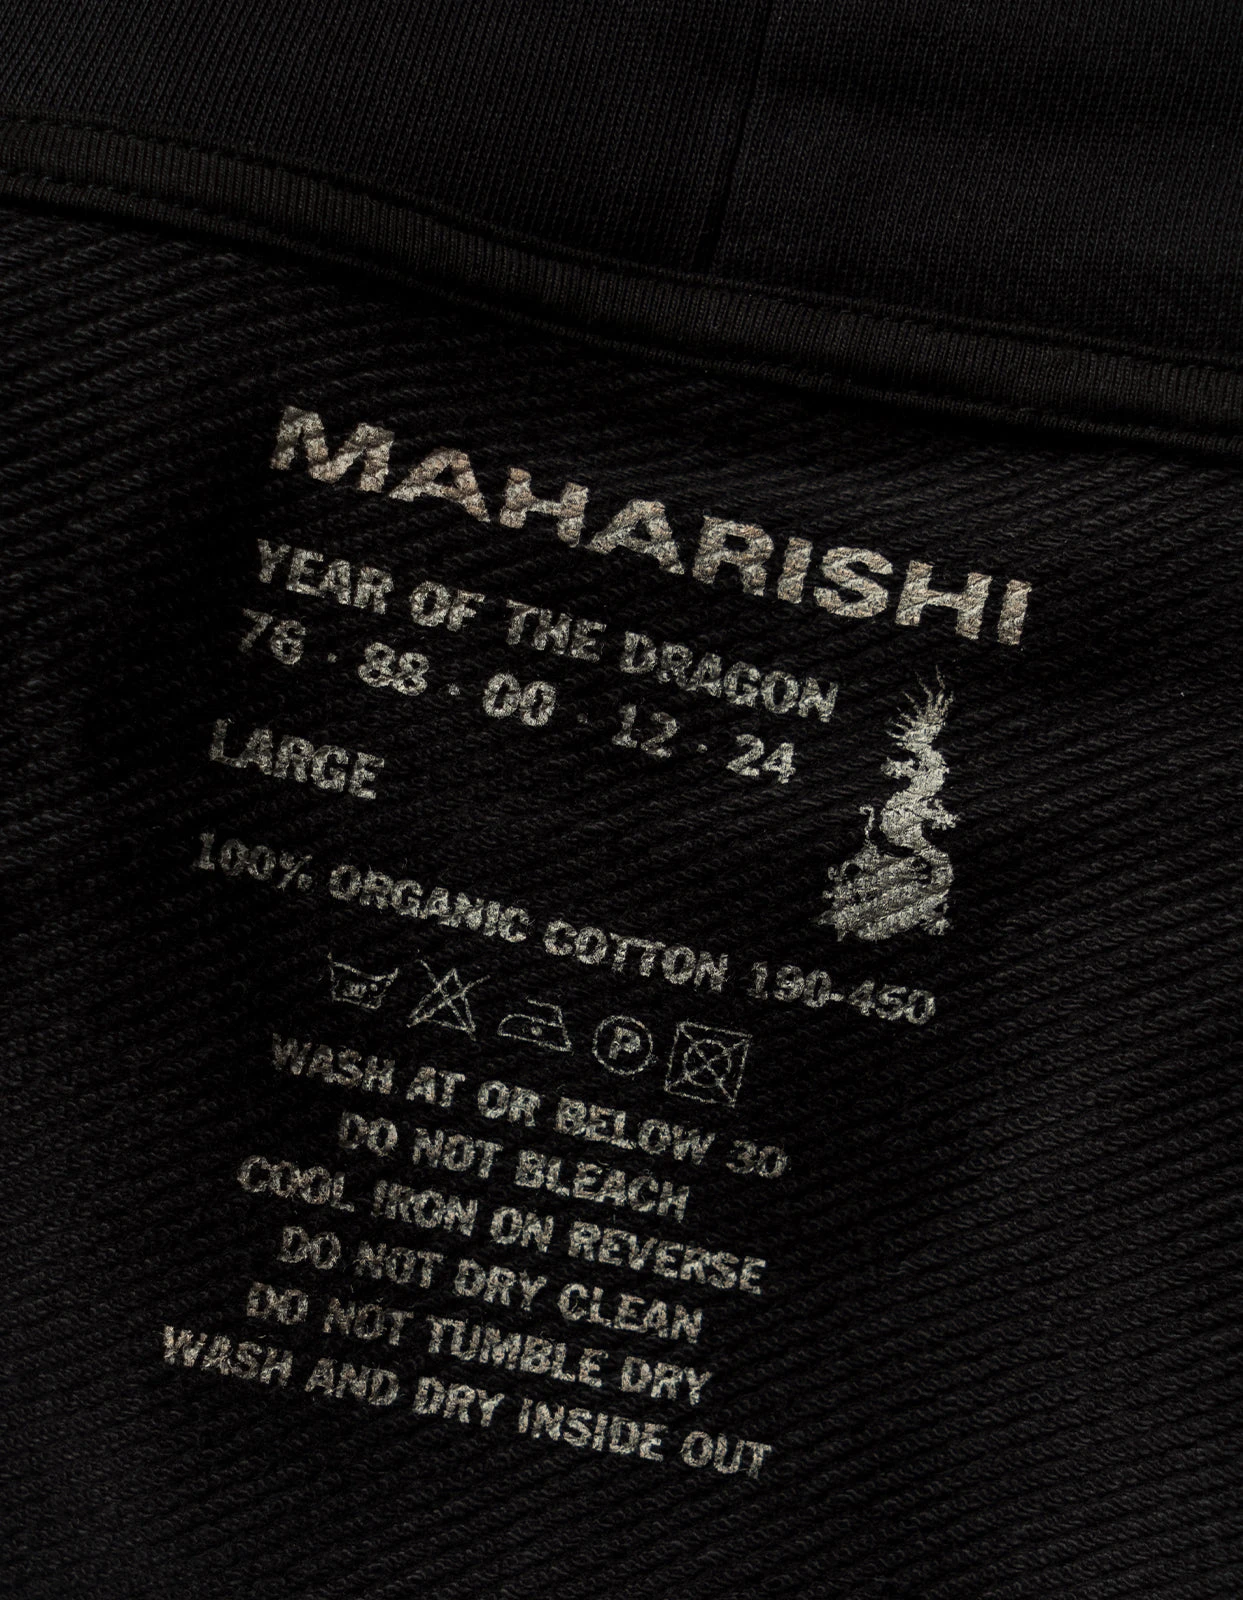 MAHARISHI
YEAR OF THE DRAGON
76 · 88 · 00 · 12 · 24
LARGE
100% ORGANIC COTTON 190-450
P
WASH AT OR BELOW 30
DO NOT BLEACH
COOL IRON ON REVERSE
DO NOT DRY CLEAN
DO NOT TUMBLE DRY
WASH AND DRY INSIDE OUT